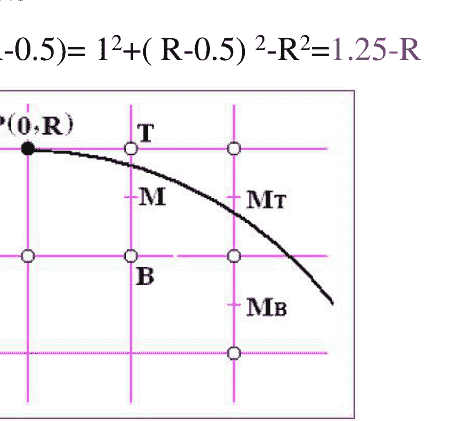 -0.5)= 1²+( R-0.5) ²-R²=1.25-R
(0,R)
T
M
MT
B
MB